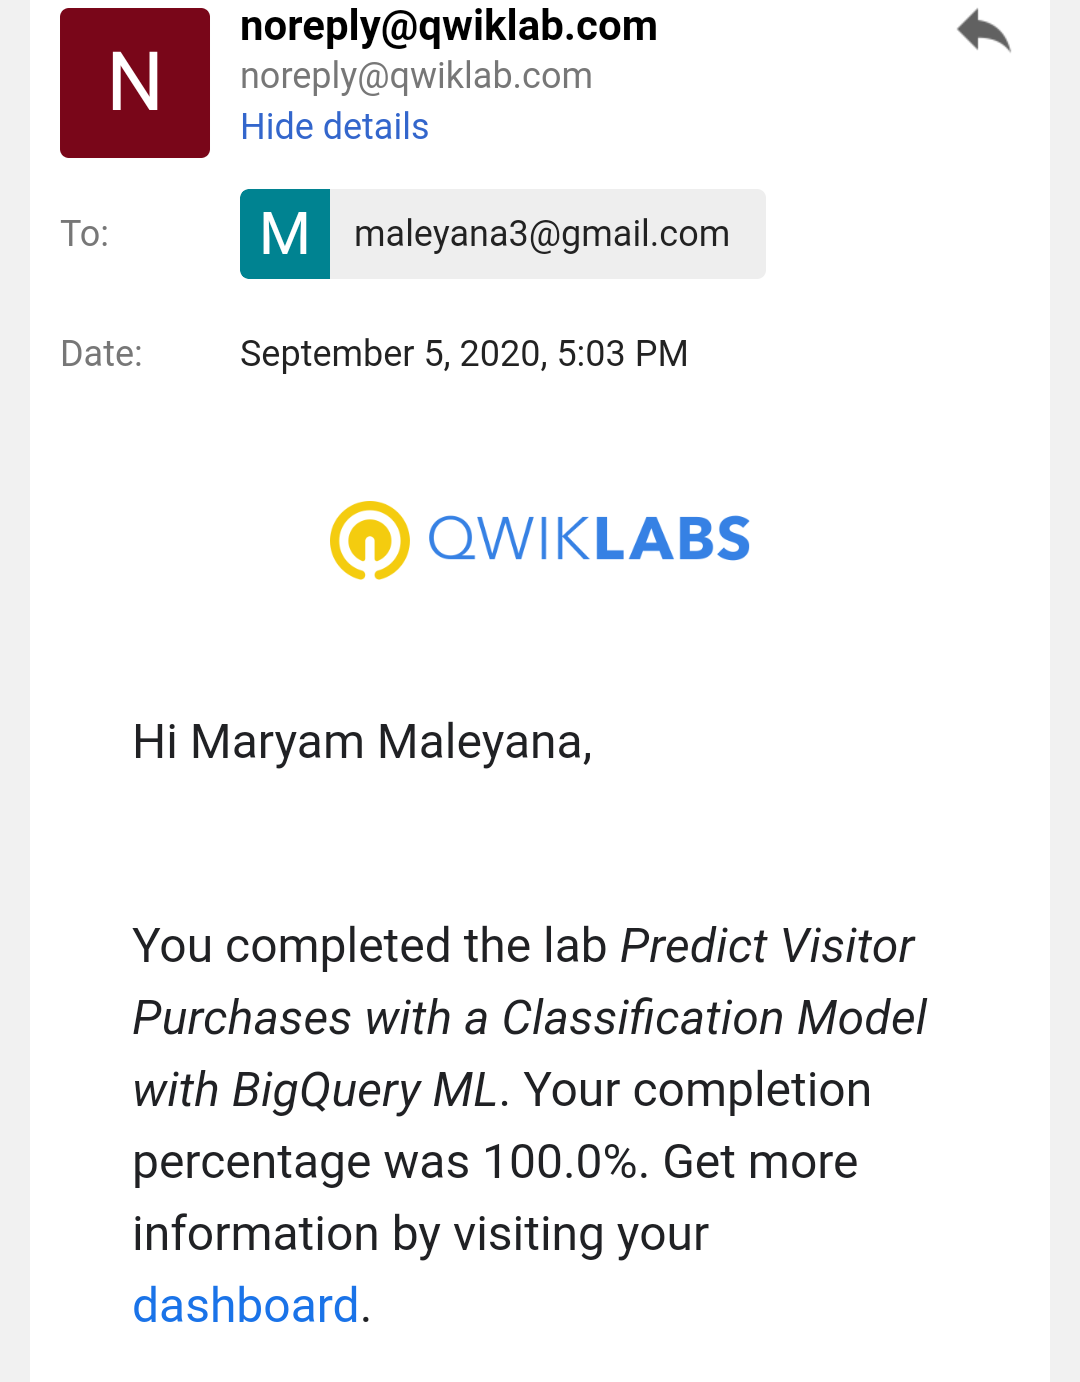 N
noreply@qwiklab.com
noreply@qwiklab.com
Hide details
To:
M maleyana3@gmail.com
Date: September 5, 2020, 5:03 PM
QWIKLABS
Hi Maryam Maleyana,
You completed the lab Predict Visitor
Purchases with a Classification Model
with BigQuery ML. Your completion
percentage was 100.0%. Get more
information by visiting your
dashboard.